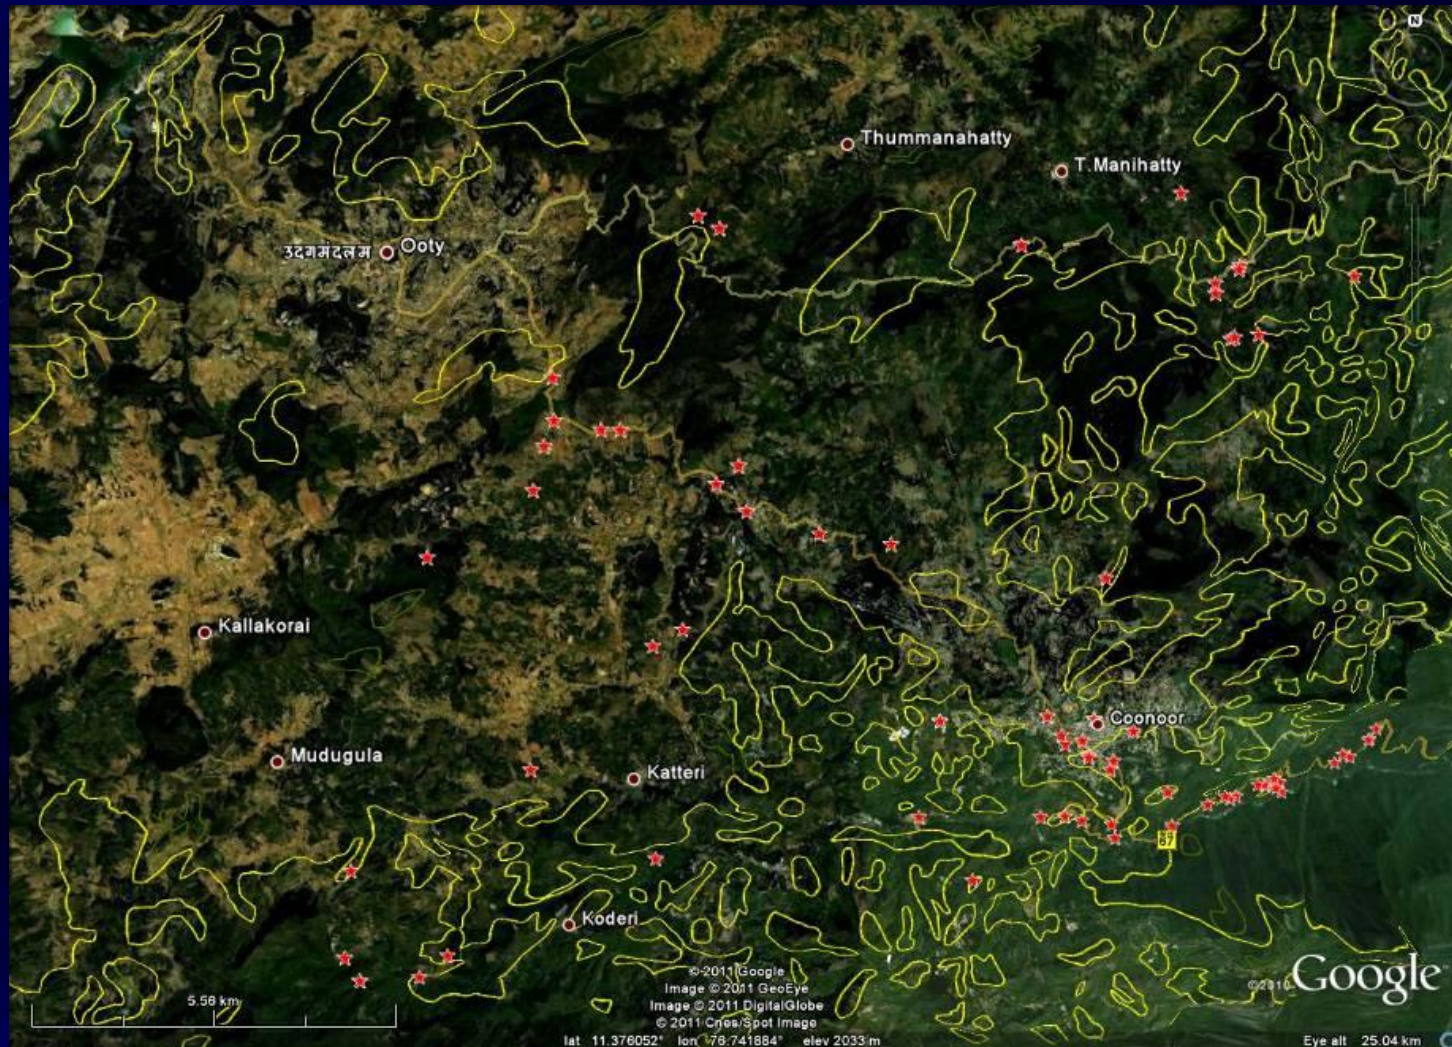 N
Thummanahatty
T.Manihatty
उदगमंदलम Ooty
Kallakorai
Coonoor
Mudugula
Katteri
67
Koderi
©2011 Google
Image © 2011 GeoEye
Image © 2011 DigitalGlobe
© 2011 Cnes/Spot Image
©2010 Google
5.56 km
lat 11.376052° lon 76.741884° elev 2033 m
Eye alt 25.04 km